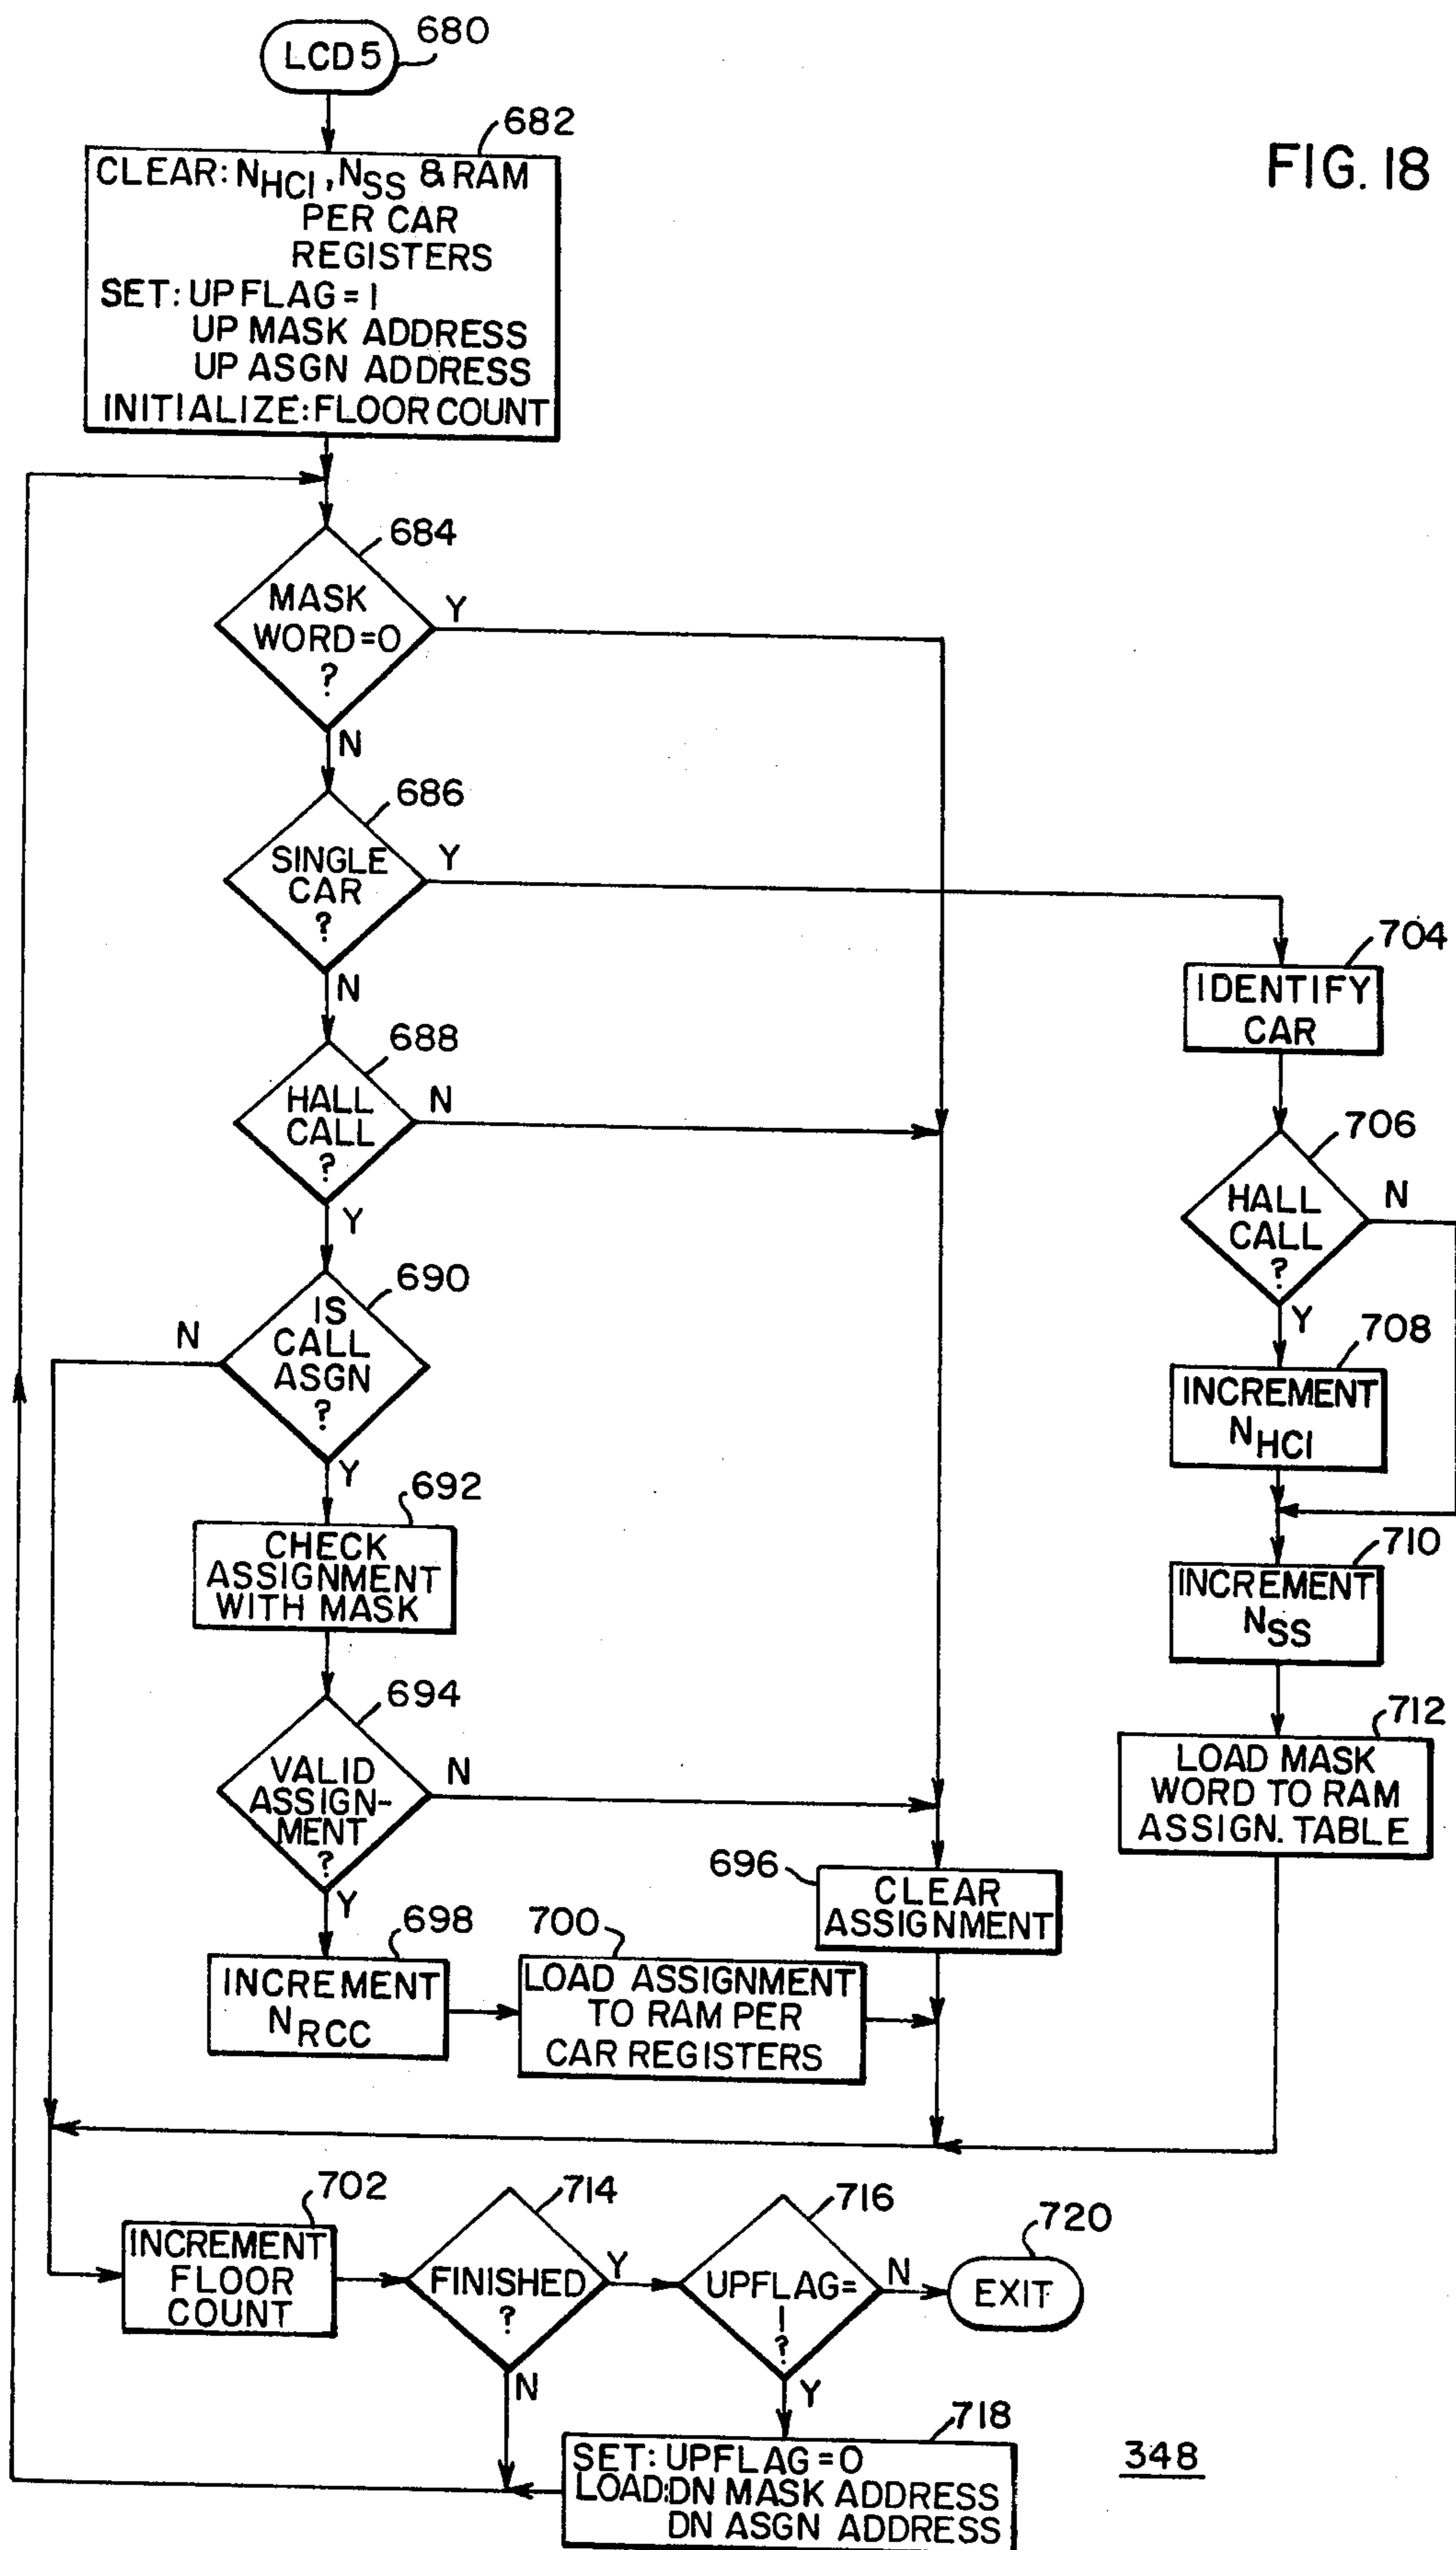 LCD5
680
FIG. 18
682
CLEAR: N_HCI, N_SS & RAM
PER CAR
REGISTERS
SET: UPFLAG = 1
UP MASK ADDRESS
UP ASGN ADDRESS
INITIALIZE: FLOOR COUNT
684
MASK
WORD=0
?
Y
N
686
SINGLE
CAR
?
Y
N
704
IDENTIFY
CAR
688
HALL
CALL
?
N
Y
706
HALL
CALL
?
N
Y
690
IS
CALL
ASGN
?
N
Y
708
INCREMENT
N_HCI
692
CHECK
ASSIGNMENT
WITH MASK
710
INCREMENT
N_SS
694
VALID
ASSIGN-
MENT
?
N
Y
712
LOAD MASK
WORD TO RAM
ASSIGN. TABLE
696
CLEAR
ASSIGNMENT
698
INCREMENT
N_RCC
700
LOAD ASSIGNMENT
TO RAM PER
CAR REGISTERS
702
INCREMENT
FLOOR
COUNT
714
FINISHED
?
Y
N
716
UPFLAG=
1
?
N
Y
720
EXIT
718
SET: UPFLAG = 0
LOAD: DN MASK ADDRESS
DN ASGN ADDRESS
348